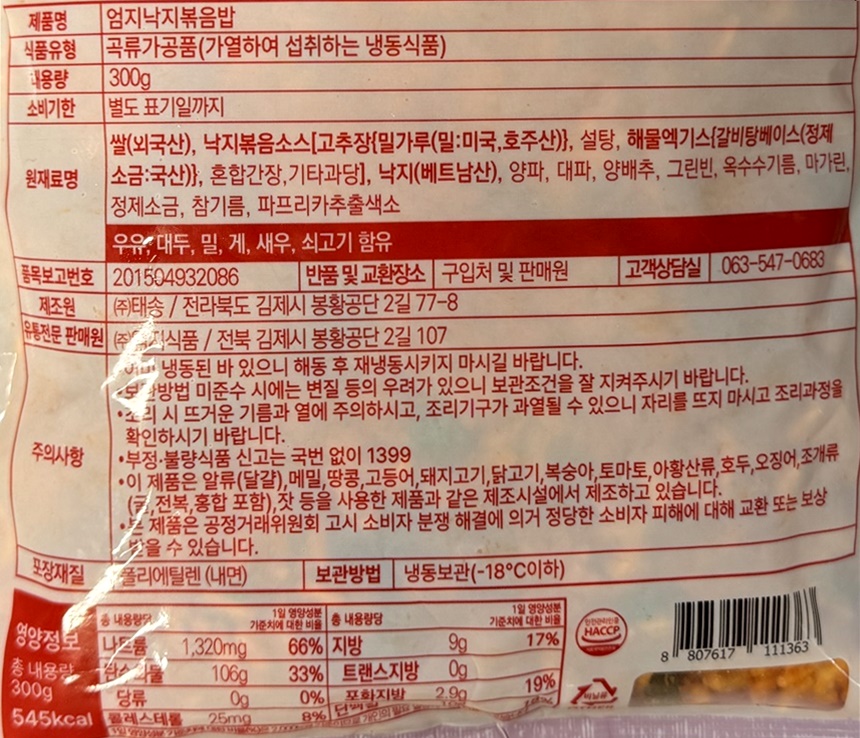 제품명 엄지낙지볶음밥
식품유형 곡류가공품(가열하여 섭취하는 냉동식품)
내용량 300g
소비기한 별도 표기일까지
원재료명
쌀(외국산), 낙지볶음소스[고추장{밀가루(밀:미국,호주산)}, 설탕, 해물엑기스{갈비탕베이스(정제
소금:국산)}, 혼합간장,기타과당], 낙지(베트남산), 양파, 대파, 양배추, 그린빈, 옥수수기름, 마가린,
정제소금, 참기름, 파프리카추출색소
우유, 대두, 밀, 게, 새우, 쇠고기 함유
품목보고번호 201504932086 반품 및 교환장소 구입처 및 판매원 고객상담실 063-547-0683
제조원 ㈜태송 / 전라북도 김제시 봉황공단 2길 77-8
유통전문 판매원 식품 / 전북 김제시 봉황공단 2길 107
주의사항
냉동된 바 있으니 해동 후 재냉동시키지 마시길 바랍니다.
•보관방법 미준수 시에는 변질 등의 우려가 있으니 보관조건을 잘 지켜주시기 바랍니다.
•조리 시 뜨거운 기름과 열에 주의하시고, 조리기구가 과열될 수 있으니 자리를 뜨지 마시고 조리과정을
확인하시기 바랍니다.
•부정·불량식품 신고는 국번 없이 1399
•이 제품은 알류(달걀),메밀,땅콩,고등어,돼지고기,닭고기,복숭아,토마토,아황산류,호두,오징어,조개류
(굴,전복,홍합 포함),잣 등을 사용한 제품과 같은 제조시설에서 제조하고 있습니다.
•본 제품은 공정거래위원회 고시 소비자 분쟁 해결에 의거 정당한 소비자 피해에 대해 교환 또는 보상
받을 수 있습니다.
포장재질 폴리에틸렌 (내면) 보관방법 냉동보관(-18°C이하)
영양정보
총 내용량
300g
545kcal
총 내용량당 1일 영양성분 기준치에 대한 비율 총 내용량당 1일 영양성분 기준치에 대한 비율
나트륨 1,320mg 66% 지방 9g 17%
탄수화물 106g 33% 트랜스지방 0g
당류 0g 0% 포화지방 2.9g 19%
콜레스테롤 25mg 8% 단백질
HACCP
비닐류
8 807617 111363